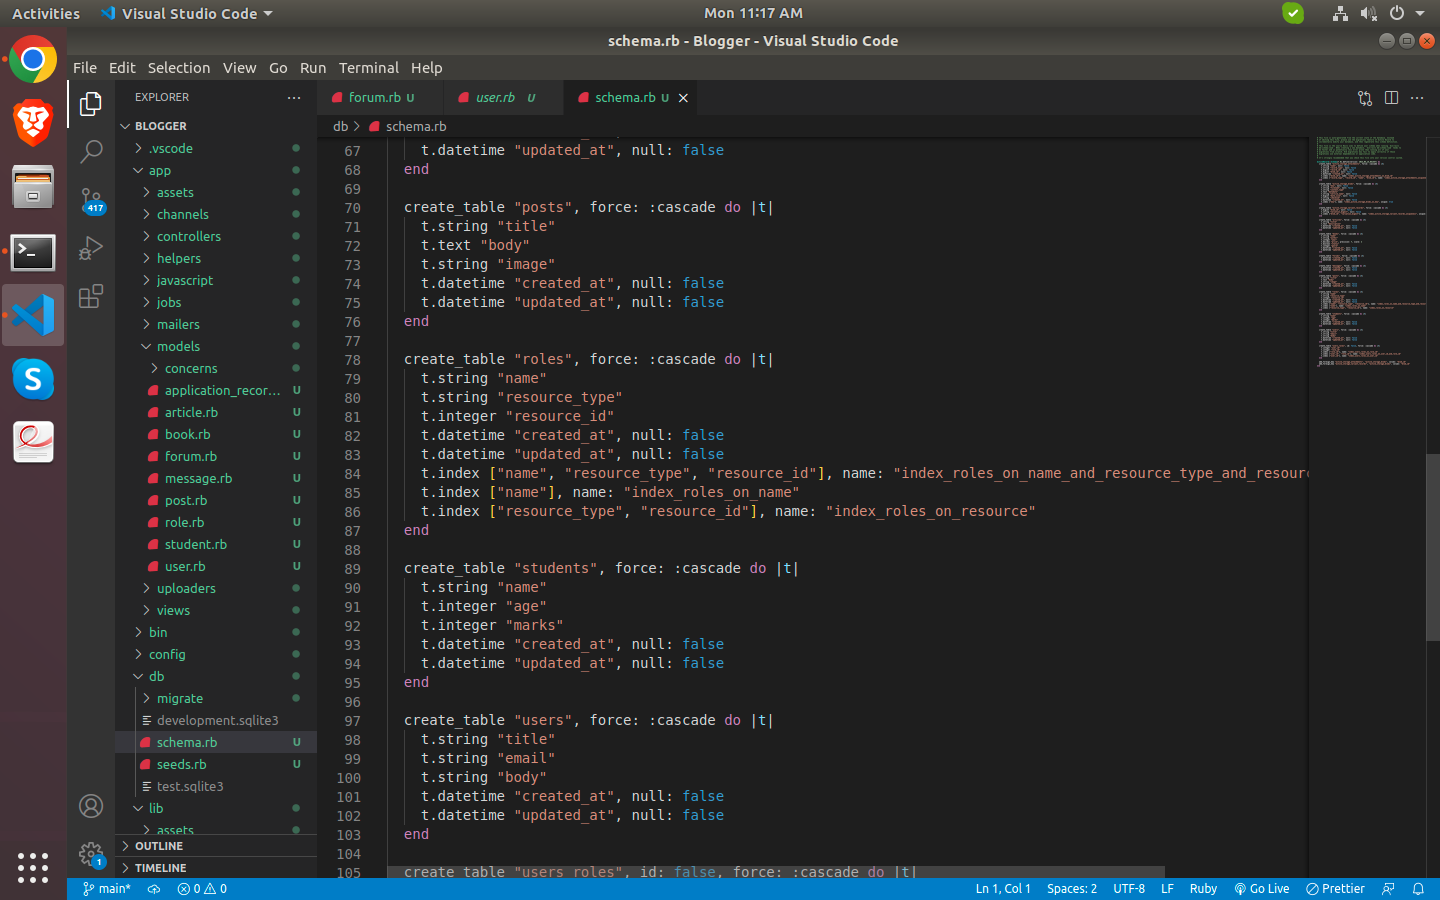 Activities
Visual Studio Code
Mon 11:17 AM
schema.rb - Blogger - Visual Studio Code
File Edit Selection View Go Run Terminal Help
EXPLORER
BLOGGER
.vscode
app
assets
channels
controllers
helpers
javascript
jobs
mailers
models
concerns
application_recor... U
article.rb U
book.rb U
forum.rb U
message.rb U
post.rb U
role.rb U
student.rb U
user.rb U
uploaders
views
bin
config
db
migrate
development.sqlite3
schema.rb U
seeds.rb U
test.sqlite3
lib
assets
OUTLINE
TIMELINE
417
1
forum.rb U
user.rb U
schema.rb U
db > schema.rb
67 t.datetime "updated_at", null: false
68 end
69
70 create_table "posts", force: :cascade do |t|
71 t.string "title"
72 t.text "body"
73 t.string "image"
74 t.datetime "created_at", null: false
75 t.datetime "updated_at", null: false
76 end
77
78 create_table "roles", force: :cascade do |t|
79 t.string "name"
80 t.string "resource_type"
81 t.integer "resource_id"
82 t.datetime "created_at", null: false
83 t.datetime "updated_at", null: false
84 t.index ["name", "resource_type", "resource_id"], name: "index_roles_on_name_and_resource_type_and_resour
85 t.index ["name"], name: "index_roles_on_name"
86 t.index ["resource_type", "resource_id"], name: "index_roles_on_resource"
87 end
88
89 create_table "students", force: :cascade do |t|
90 t.string "name"
91 t.integer "age"
92 t.integer "marks"
93 t.datetime "created_at", null: false
94 t.datetime "updated_at", null: false
95 end
96
97 create_table "users", force: :cascade do |t|
98 t.string "title"
99 t.string "email"
100 t.string "body"
101 t.datetime "created_at", null: false
102 t.datetime "updated_at", null: false
103 end
104
105 create table "users roles", id: false, force: :cascade do |t|
main*
0 0
Ln 1, Col 1
Spaces: 2
UTF-8
LF
Ruby
Go Live
Prettier